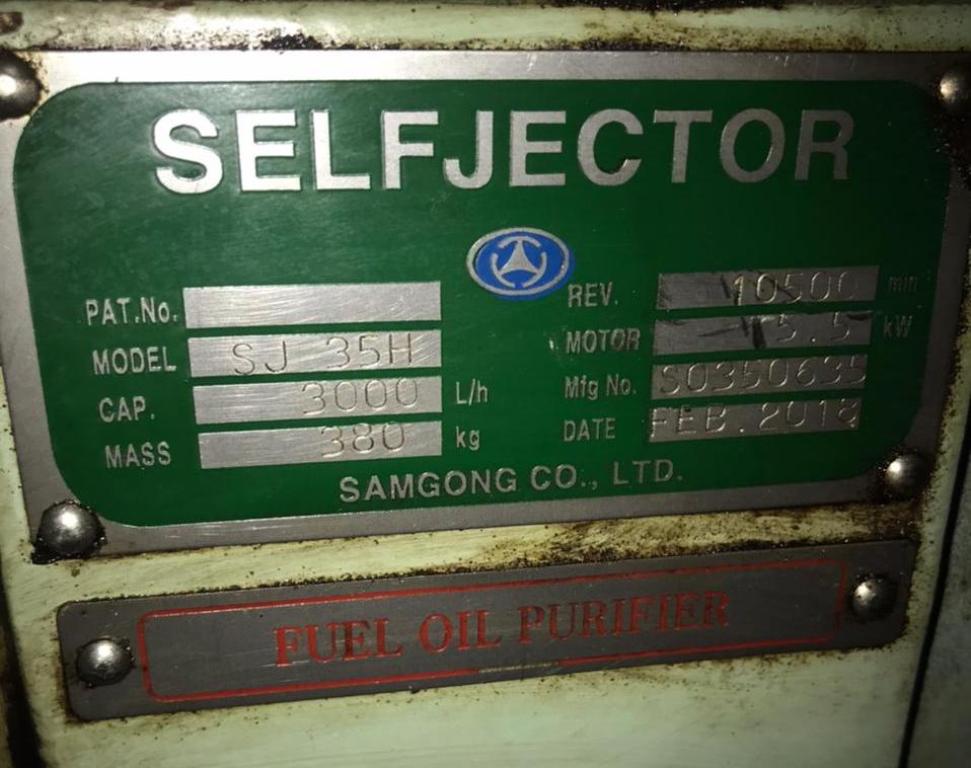 SELFJECTOR
PAT.No.
MODEL SJ 35H
CAP. 3000 L/h
MASS 380 kg
REV. 10500 min
MOTOR 5.5 kW
Mfg No. S0350635
DATE FEB. 2018
SAMGONG CO., LTD.
FUEL OIL PURIFIER